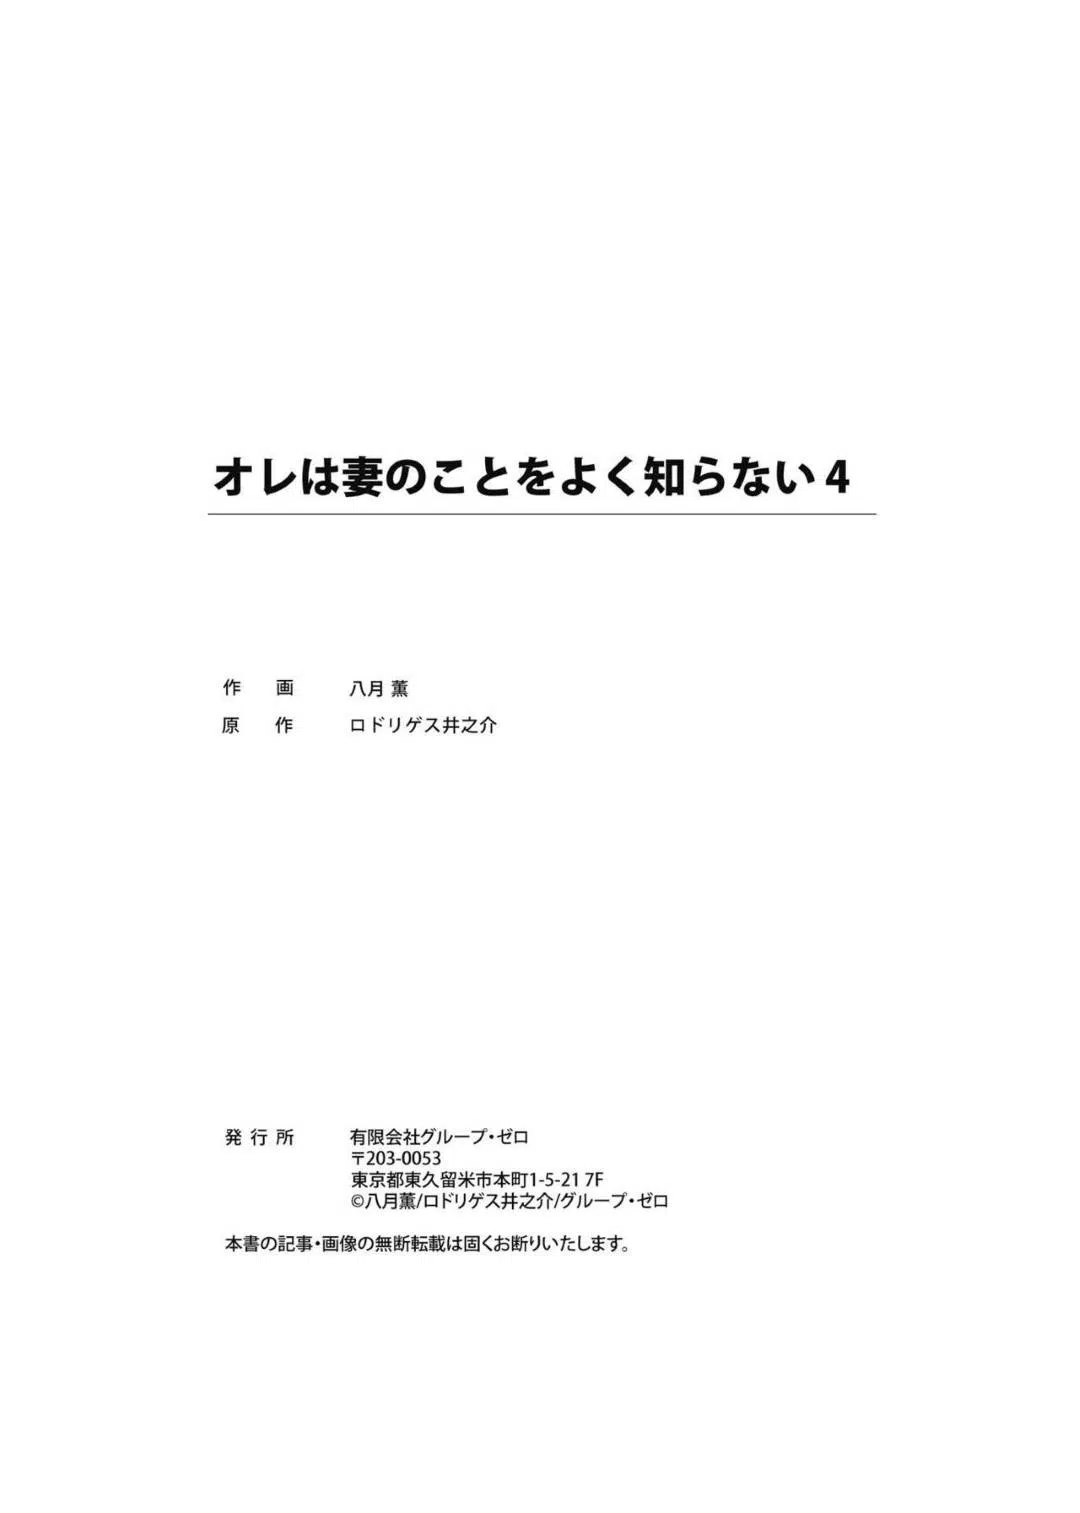 オレは妻のことをよく知らない 4
作画 八月 薫
原作 ロドリゲス井之介
発行所 有限会社グループ・ゼロ
〒203-0053
東京都東久留米市本町1-5-21 7F
©八月薫/ロドリゲス井之介/グループ・ゼロ
本書の記事・画像の無断転載は固くお断りいたします。